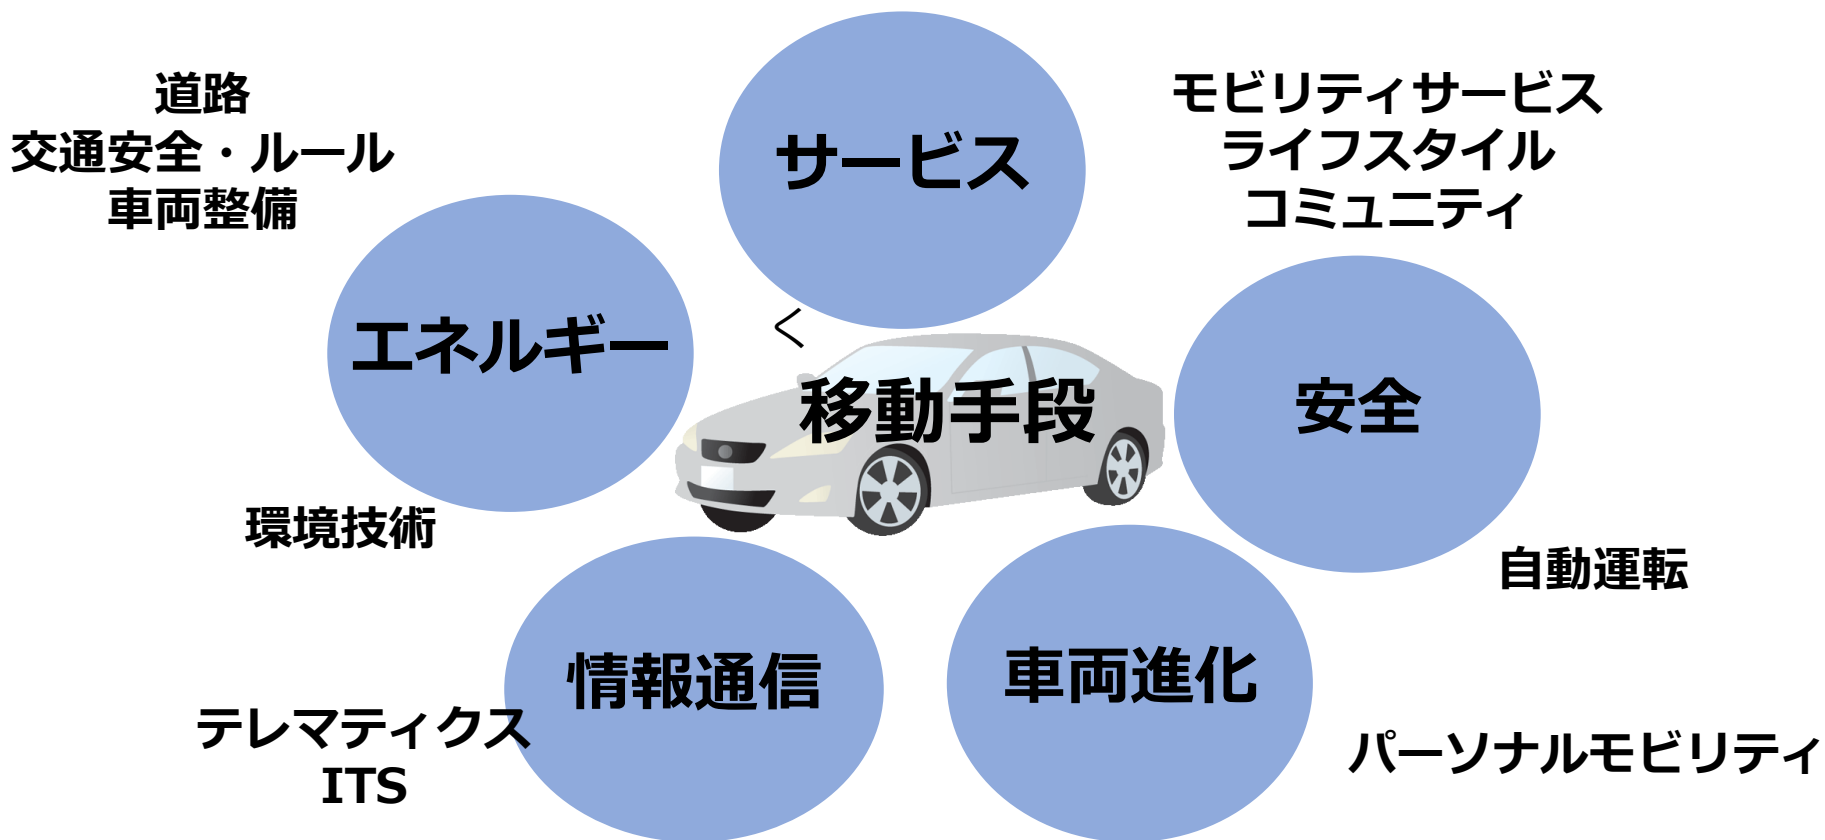 道路
交通安全・ルール
車両整備
サービス
モビリティサービス
ライフスタイル
コミュニティ
エネルギー
く
移動手段
安全
環境技術
自動運転
情報通信
車両進化
テレマティクス
ITS
パーソナルモビリティ